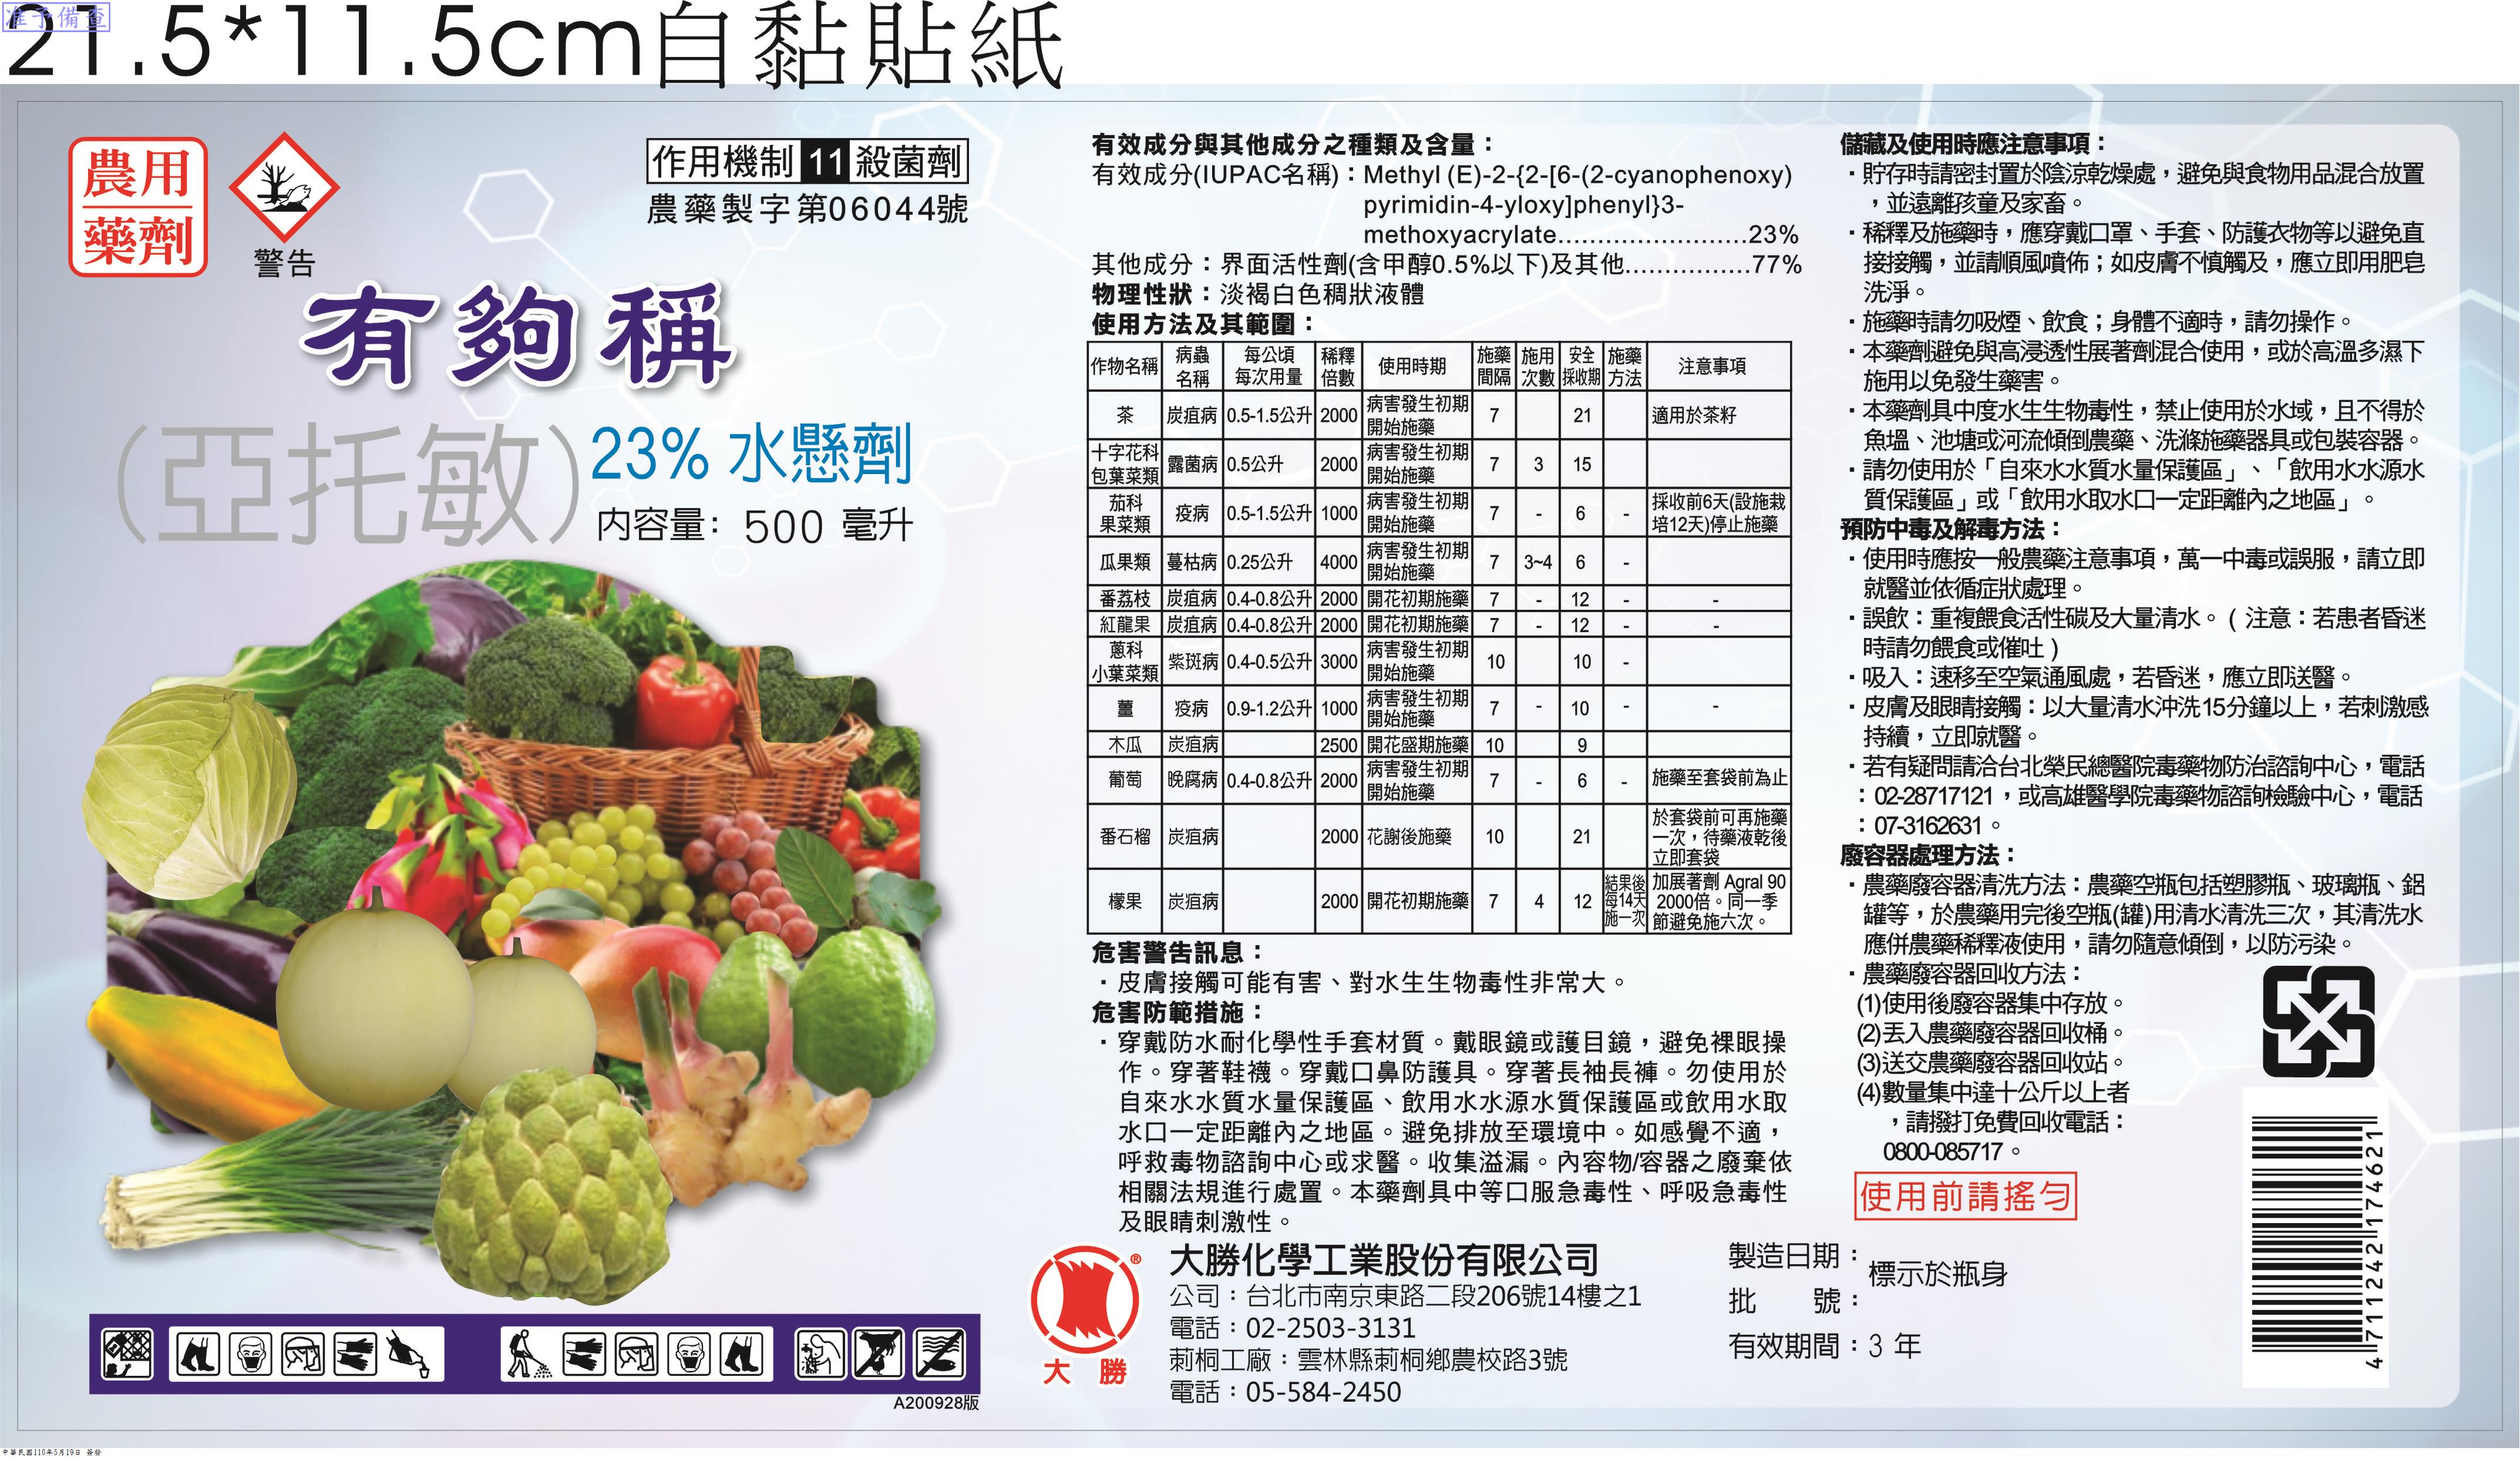 准予備查
21.5*11.5cm自黏貼紙
農用
藥劑
警告
作用機制 11 殺菌劑
農藥製字第06044號
有夠稱
(亞托敏) 23% 水懸劑
內容量： 500 毫升
A200928版
有效成分與其他成分之種類及含量：
有效成分(IUPAC名稱)：Methyl (E)-2-{2-[6-(2-cyanophenoxy)
pyrimidin-4-yloxy]phenyl}3-
methoxyacrylate........................23%
其他成分：界面活性劑(含甲醇0.5%以下)及其他................77%
物理性狀：淡褐白色稠狀液體
使用方法及其範圍：
作物名稱 病蟲名稱 每公頃每次用量 稀釋倍數 使用時期 施藥間隔 施用次數 安全採收期 施藥方法 注意事項
茶 炭疽病 0.5-1.5公升 2000 病害發生初期開始施藥 7 21 適用於茶籽
十字花科包葉菜類 露菌病 0.5公升 2000 病害發生初期開始施藥 7 3 15
茄科果菜類 疫病 0.5-1.5公升 1000 病害發生初期開始施藥 7 - 6 - 採收前6天(設施栽培12天)停止施藥
瓜果類 蔓枯病 0.25公升 4000 病害發生初期開始施藥 7 3~4 6 -
番荔枝 炭疽病 0.4-0.8公升 2000 開花初期施藥 7 - 12 - -
紅龍果 炭疽病 0.4-0.8公升 2000 開花初期施藥 7 - 12 - -
蔥科小葉菜類 紫斑病 0.4-0.5公升 3000 病害發生初期開始施藥 10 10 -
薑 疫病 0.9-1.2公升 1000 病害發生初期開始施藥 7 - 10 - -
木瓜 炭疽病 2500 開花盛期施藥 10 9
葡萄 晚腐病 0.4-0.8公升 2000 病害發生初期開始施藥 7 - 6 - 施藥至套袋前為止
番石榴 炭疽病 2000 花謝後施藥 10 21 於套袋前可再施藥一次，待藥液乾後立即套袋
檬果 炭疽病 2000 開花初期施藥 7 4 12 結果後每14天施一次 加展著劑 Agral 90 2000倍。同一季節避免施六次。
危害警告訊息：
·皮膚接觸可能有害、對水生生物毒性非常大。
危害防範措施：
·穿戴防水耐化學性手套材質。戴眼鏡或護目鏡，避免裸眼操
作。穿著鞋襪。穿戴口鼻防護具。穿著長袖長褲。勿使用於
自來水水質水量保護區、飲用水水源水質保護區或飲用水取
水口一定距離內之地區。避免排放至環境中。如感覺不適，
呼救毒物諮詢中心或求醫。收集溢漏。內容物/容器之廢棄依
相關法規進行處置。本藥劑具中等口服急毒性、呼吸急毒性
及眼睛刺激性。
®
大 勝
大勝化學工業股份有限公司
公司：台北市南京東路二段206號14樓之1
電話：02-2503-3131
莿桐工廠：雲林縣莿桐鄉農校路3號
電話：05-584-2450
製造日期：
標示於瓶身
批 號：
有效期間：3 年
儲藏及使用時應注意事項：
·貯存時請密封置於陰涼乾燥處，避免與食物用品混合放置
，並遠離孩童及家畜。
·稀釋及施藥時，應穿戴口罩、手套、防護衣物等以避免直
接接觸，並請順風噴佈；如皮膚不慎觸及，應立即用肥皂
洗淨。
·施藥時請勿吸煙、飲食；身體不適時，請勿操作。
·本藥劑避免與高浸透性展著劑混合使用，或於高溫多濕下
施用以免發生藥害。
·本藥劑具中度水生生物毒性，禁止使用於水域，且不得於
魚塭、池塘或河流傾倒農藥、洗滌施藥器具或包裝容器。
·請勿使用於「自來水水質水量保護區」、「飲用水水源水
質保護區」或「飲用水取水口一定距離內之地區」。
預防中毒及解毒方法：
·使用時應按一般農藥注意事項，萬一中毒或誤服，請立即
就醫並依循症狀處理。
·誤飲：重複餵食活性碳及大量清水。( 注意：若患者昏迷
時請勿餵食或催吐 )
·吸入：速移至空氣通風處，若昏迷，應立即送醫。
·皮膚及眼睛接觸：以大量清水沖洗15分鐘以上，若刺激感
持續，立即就醫。
·若有疑問請洽台北榮民總醫院毒藥物防治諮詢中心，電話
：02-28717121，或高雄醫學院毒藥物諮詢檢驗中心，電話
：07-3162631。
廢容器處理方法：
·農藥廢容器清洗方法：農藥空瓶包括塑膠瓶、玻璃瓶、鋁
罐等，於農藥用完後空瓶(罐)用清水清洗三次，其清洗水
應併農藥稀釋液使用，請勿隨意傾倒，以防污染。
·農藥廢容器回收方法：
(1)使用後廢容器集中存放。
(2)丟入農藥廢容器回收桶。
(3)送交農藥廢容器回收站。
(4)數量集中達十公斤以上者
，請撥打免費回收電話：
0800-085717。
使用前請搖勻
4 711242 174621
中華民國110年5月19日 簽發